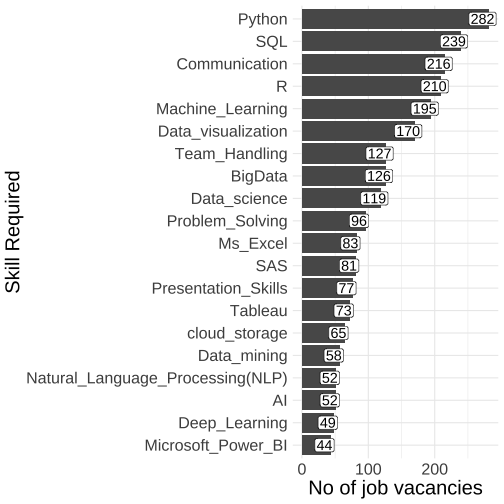 Python 282
SQL 239
Communication 216
R 210
Machine_Learning 195
Data_visualization 170
Team_Handling 127
BigData 126
Data_science 119
Problem_Solving 96
Ms_Excel 83
SAS 81
Presentation_Skills 77
Tableau 73
cloud_storage 65
Data_mining 58
Natural_Language_Processing(NLP) 52
AI 52
Deep_Learning 49
Microsoft_Power_BI 44
0 100 200
No of job vacancies
Skill Required